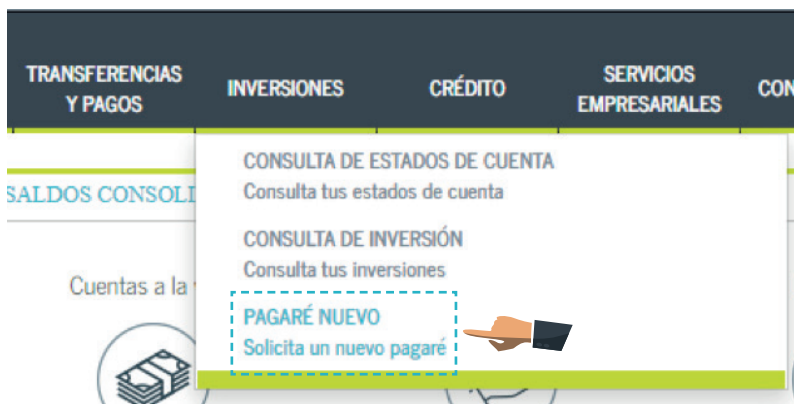 TRANSFERENCIAS
Y PAGOS
INVERSIONES
CRÉDITO
SERVICIOS
EMPRESARIALES
CONSULTA DE ESTADOS DE CUENTA
Consulta tus estados de cuenta
SALDOS
CONSULTA DE INVERSIÓN
Consulta tus inversiones
Cuentas a la
PAGARÉ NUEVO
Solicita un nuevo pagaré